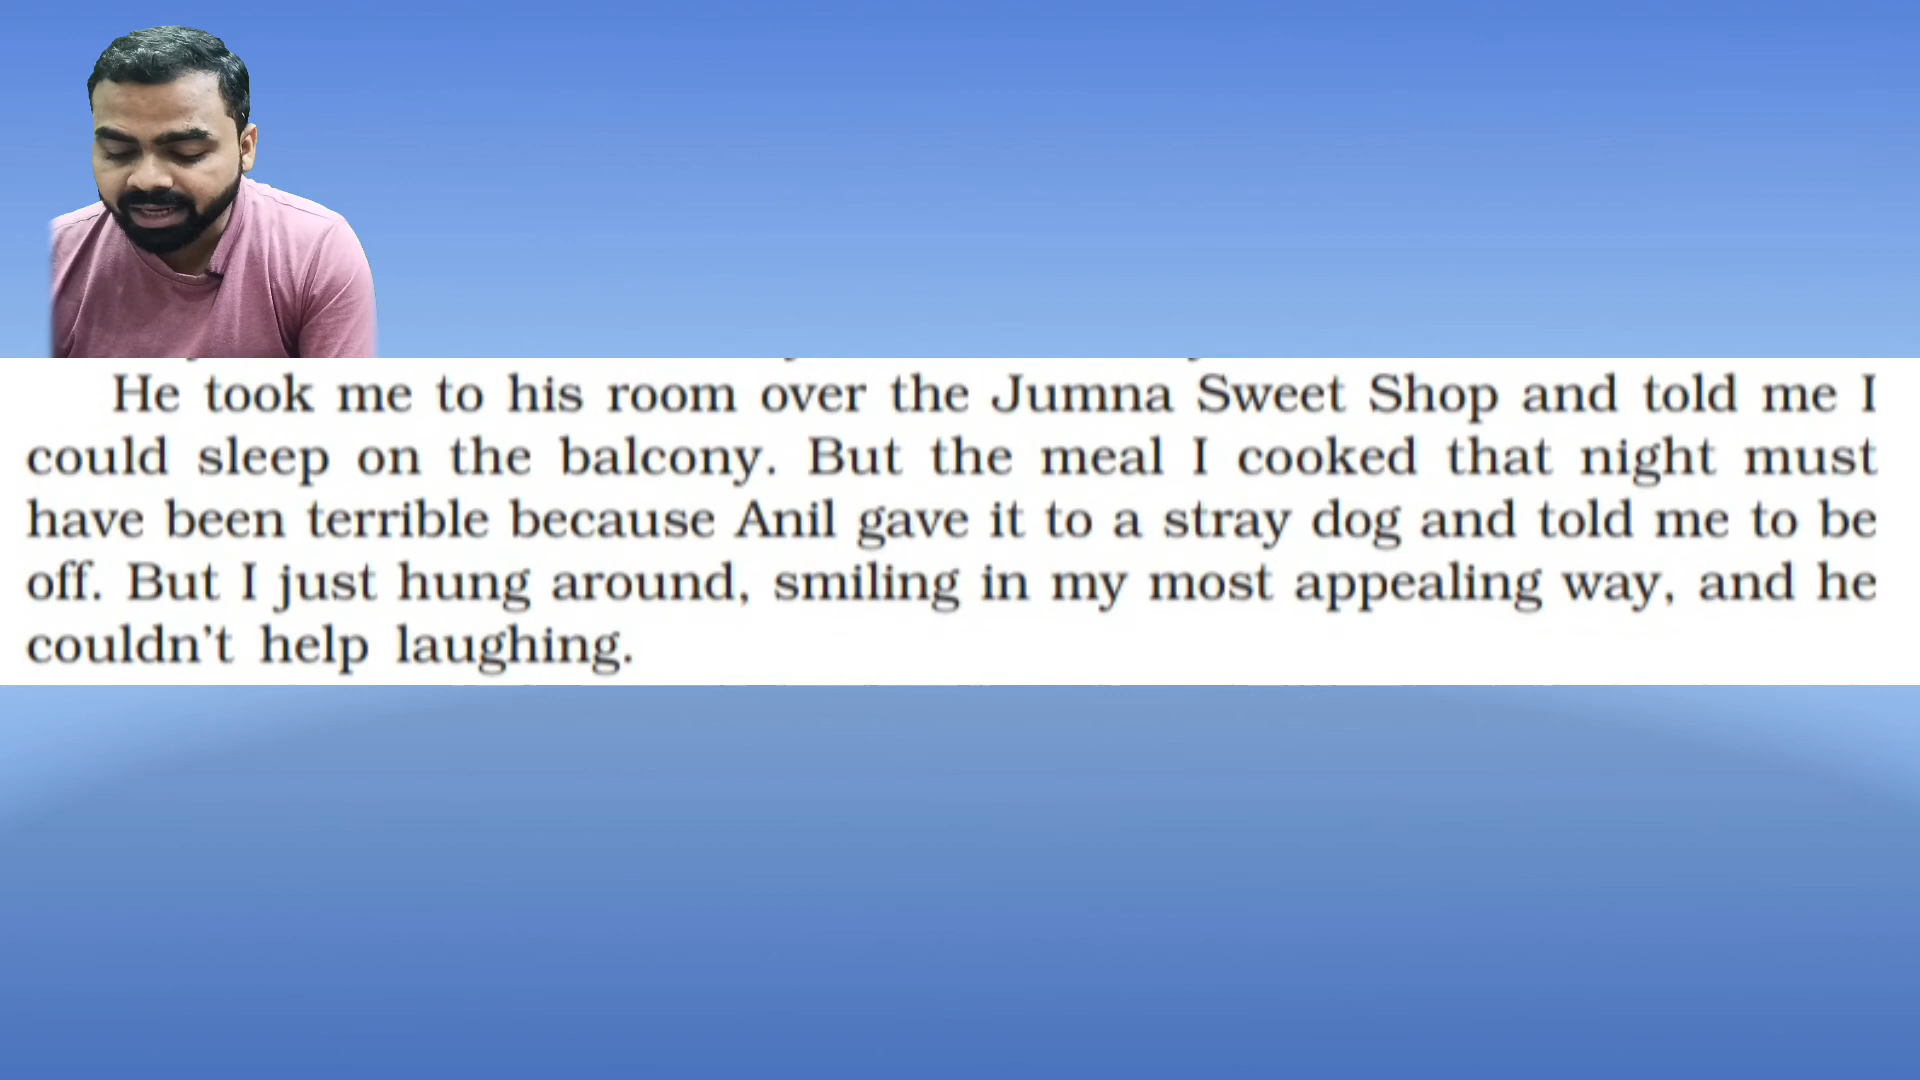 He took me to his room over the Jumna Sweet Shop and told me I
could sleep on the balcony. But the meal I cooked that night must
have been terrible because Anil gave it to a stray dog and told me to be
off. But I just hung around, smiling in my most appealing way, and he
couldn't help laughing.